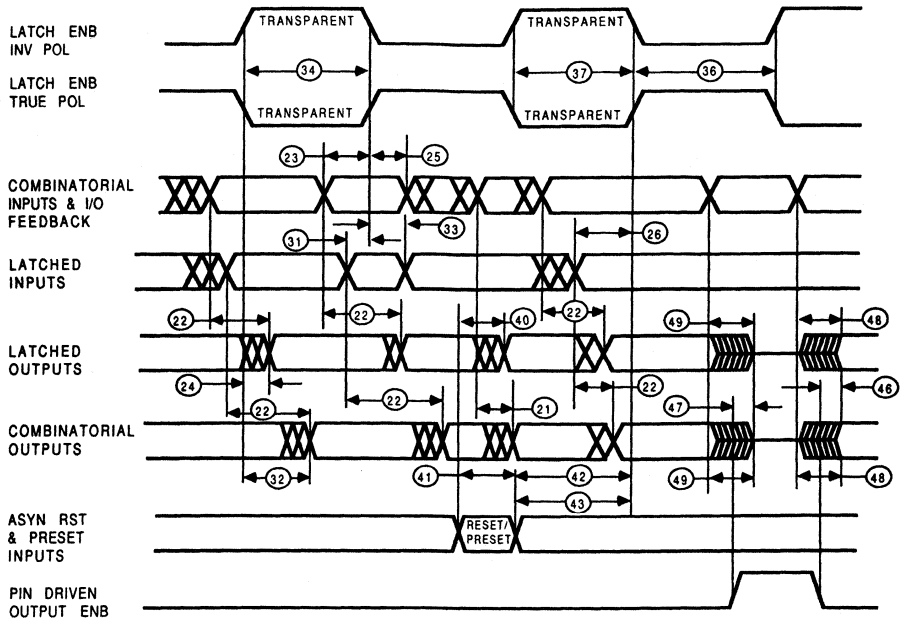 LATCH ENB
INV POL
TRANSPARENT
TRANSPARENT
34
37
36
LATCH ENB
TRUE POL
TRANSPARENT
TRANSPARENT
23
25
COMBINATORIAL
INPUTS & I/O
FEEDBACK
31
33
26
LATCHED
INPUTS
22
22
40
22
49
48
LATCHED
OUTPUTS
24
22
22
21
22
47
46
COMBINATORIAL
OUTPUTS
32
41
42
49
48
43
ASYN RST
& PRESET
INPUTS
RESET/
PRESET
PIN DRIVEN
OUTPUT ENB